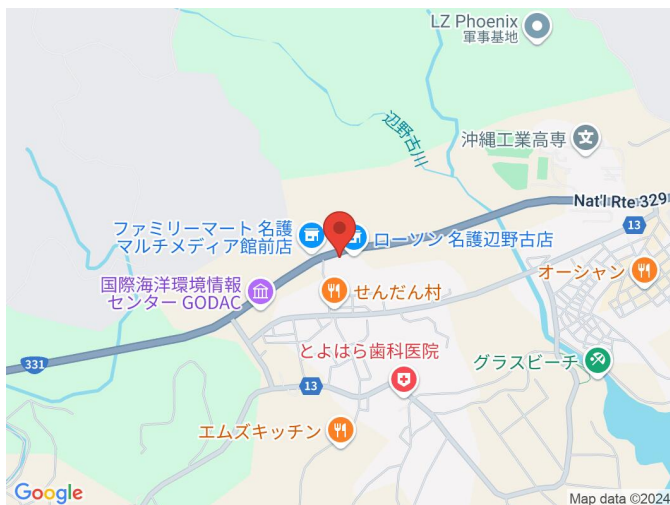 LZ Phoenix
軍事基地
辺野古川
沖縄工業高専
文
Nat'l Rte 329
13
ファミリーマート 名護
マルチメディア館前店
ローソン 名護辺野古店
オーシャン
国際海洋環境情報
センター GODAC
せんだん村
331
とよはら歯科医院
グラスビーチ
13
エムズキッチン
Google
Map data ©2024